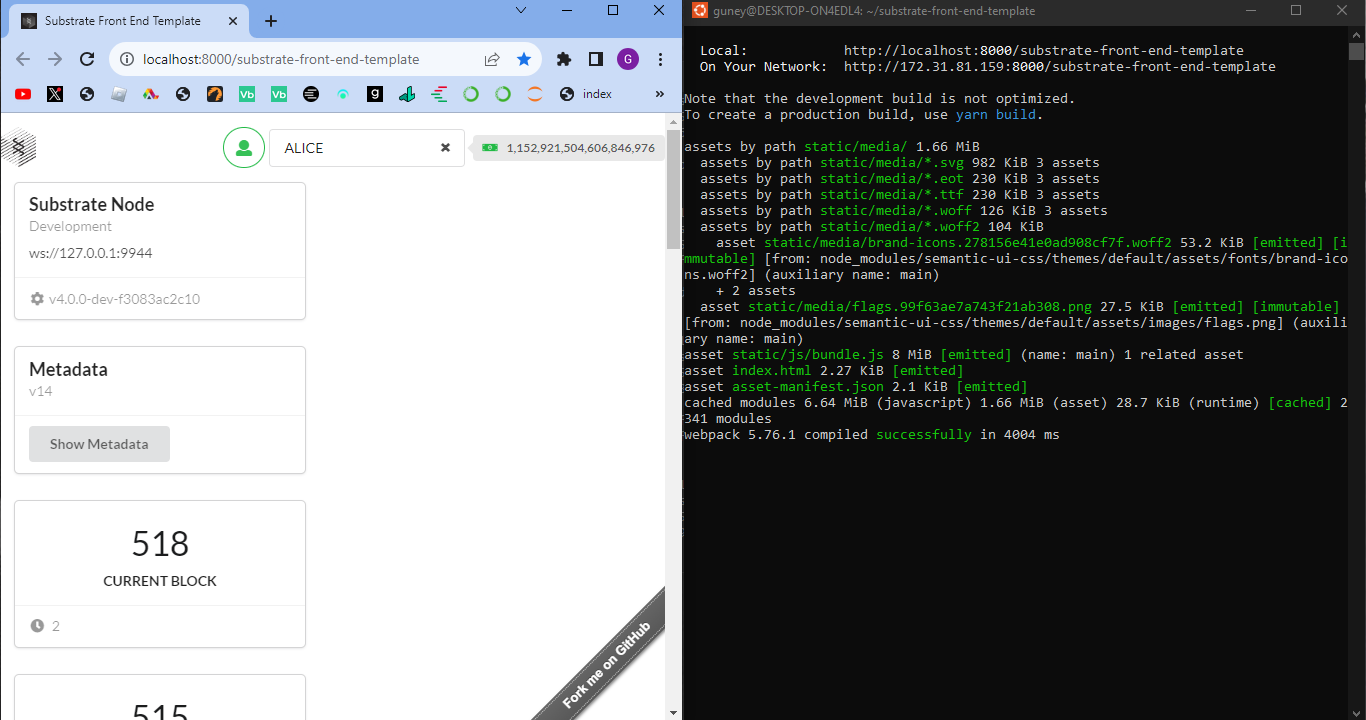 Substrate Front End Template
localhost:8000/substrate-front-end-template
G
Vb
Vb
g
index
»
ALICE
1,152,921,504,606,846,976
Substrate Node
Development
ws://127.0.0.1:9944
v4.0.0-dev-f3083ac2c10
Metadata
v14
Show Metadata
518
CURRENT BLOCK
2
515
Fork me on GitHub
guney@DESKTOP-ON4EDL4: ~/substrate-front-end-template
Local: http://localhost:8000/substrate-front-end-template
On Your Network: http://172.31.81.159:8000/substrate-front-end-template
Note that the development build is not optimized.
To create a production build, use yarn build.
assets by path static/media/ 1.66 MiB
assets by path static/media/*.svg 982 KiB 3 assets
assets by path static/media/*.eot 230 KiB 3 assets
assets by path static/media/*.ttf 230 KiB 3 assets
assets by path static/media/*.woff 126 KiB 3 assets
assets by path static/media/*.woff2 104 KiB
asset static/media/brand-icons.278156e41e0ad908cf7f.woff2 53.2 KiB [emitted] [i
mmutable] [from: node_modules/semantic-ui-css/themes/default/assets/fonts/brand-ico
ns.woff2] (auxiliary name: main)
+ 2 assets
asset static/media/flags.99f63ae7a743f21ab308.png 27.5 KiB [emitted] [immutable]
[from: node_modules/semantic-ui-css/themes/default/assets/images/flags.png] (auxili
ary name: main)
asset static/js/bundle.js 8 MiB [emitted] (name: main) 1 related asset
asset index.html 2.27 KiB [emitted]
asset asset-manifest.json 2.1 KiB [emitted]
cached modules 6.64 MiB (javascript) 1.66 MiB (asset) 28.7 KiB (runtime) [cached] 2
341 modules
webpack 5.76.1 compiled successfully in 4004 ms